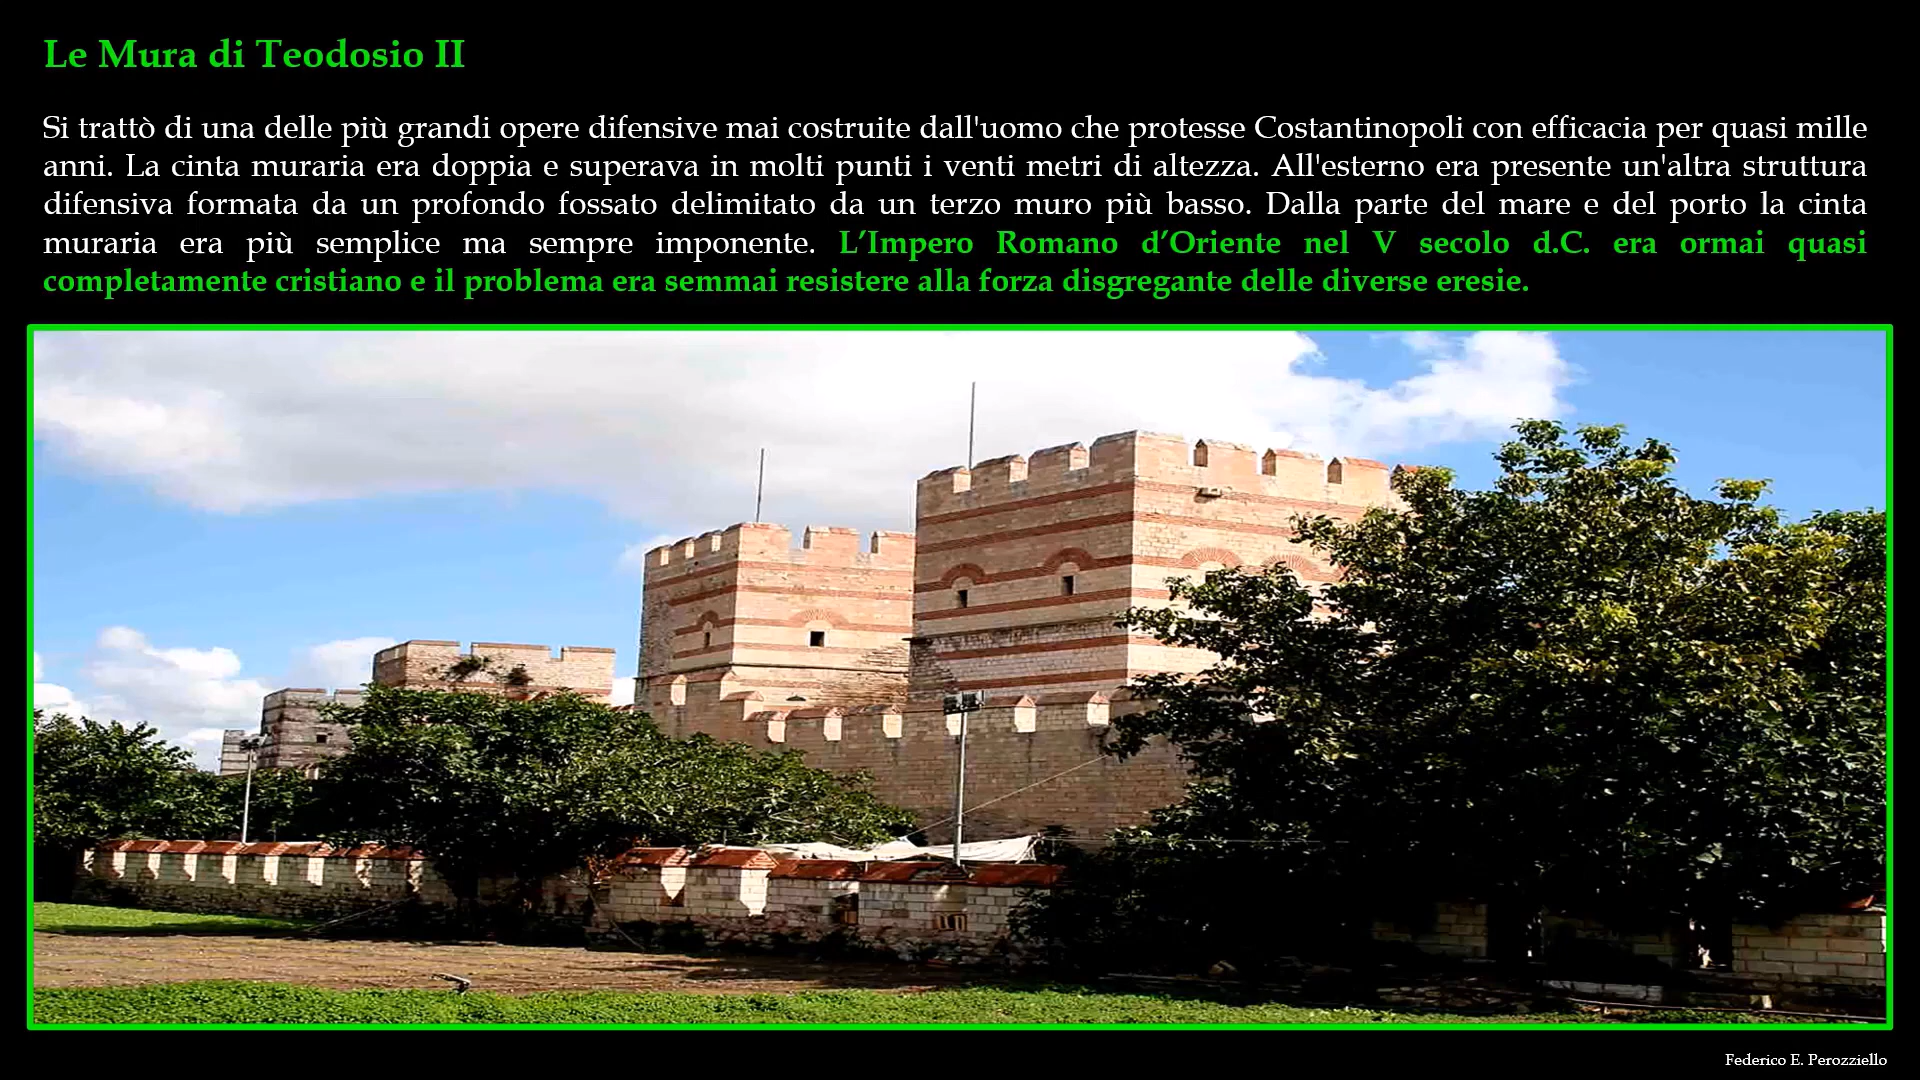 Le Mura di Teodosio II
Si trattò di una delle più grandi opere difensive mai costruite dall'uomo che protesse Costantinopoli con efficacia per quasi mille
anni. La cinta muraria era doppia e superava in molti punti i venti metri di altezza. All'esterno era presente un'altra struttura
difensiva formata da un profondo fossato delimitato da un terzo muro più basso. Dalla parte del mare e del porto la cinta
muraria era più semplice ma sempre imponente. L’Impero Romano d’Oriente nel V secolo d.C. era ormai quasi
completamente cristiano e il problema era semmai resistere alla forza disgregante delle diverse eresie.
Federico E. Perozziello